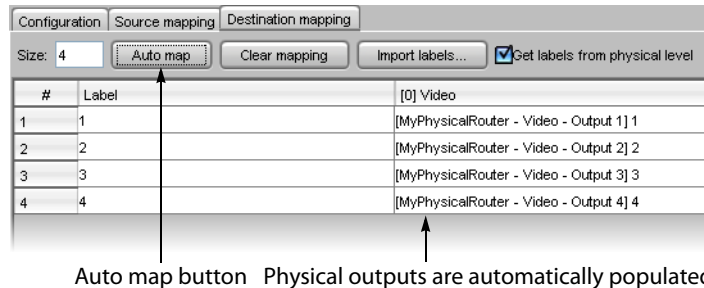 Configuration Source mapping Destination mapping
Size: 4 Auto map Clear mapping Import labels... Get labels from physical level
# Label [0] Video
1 1 [MyPhysicalRouter - Video - Output 1] 1
2 2 [MyPhysicalRouter - Video - Output 2] 2
3 3 [MyPhysicalRouter - Video - Output 3] 3
4 4 [MyPhysicalRouter - Video - Output 4] 4
Auto map button Physical outputs are automatically populated